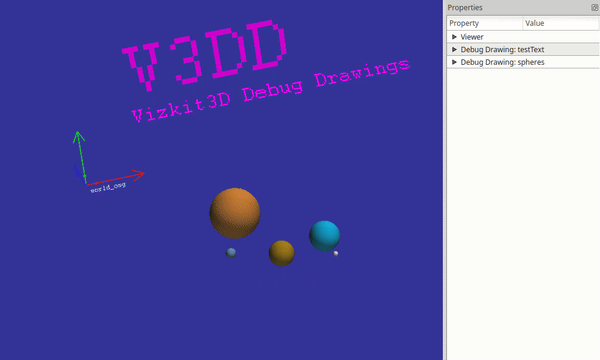 V3DD
Vizkit3D Debug Drawings
world_osg
Properties
Property Value
Viewer
Debug Drawing: testText
Debug Drawing: spheres